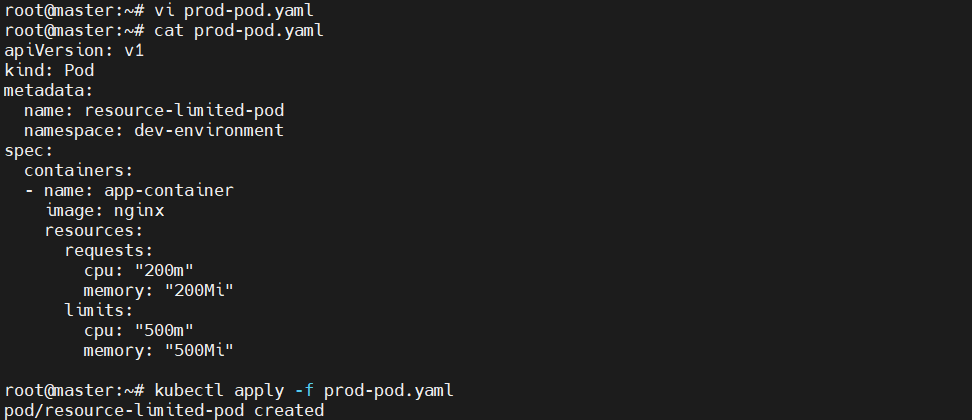 root@master:~# vi prod-pod.yaml
root@master:~# cat prod-pod.yaml
apiVersion: v1
kind: Pod
metadata:
  name: resource-limited-pod
  namespace: dev-environment
spec:
  containers:
  - name: app-container
    image: nginx
    resources:
      requests:
        cpu: "200m"
        memory: "200Mi"
      limits:
        cpu: "500m"
        memory: "500Mi"

root@master:~# kubectl apply -f prod-pod.yaml
pod/resource-limited-pod created